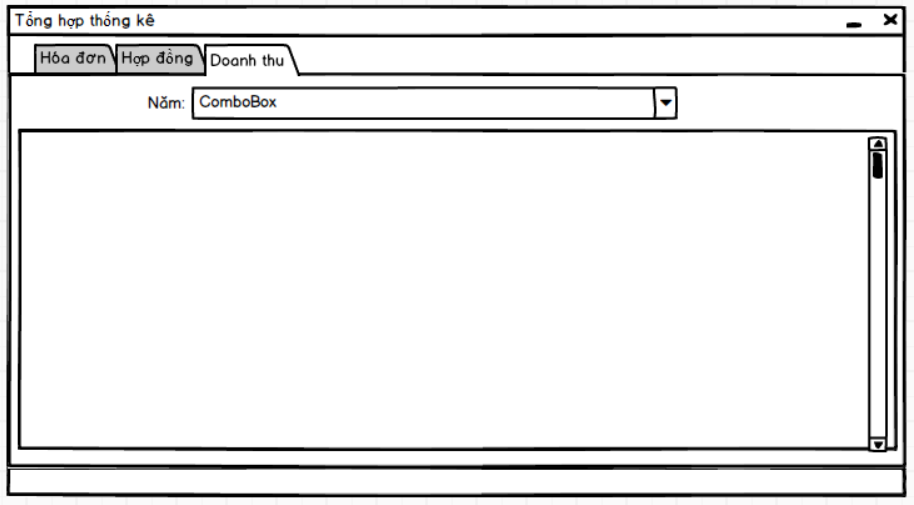 Tổng hợp thống kê
Hóa đơn Hợp đồng Doanh thu
Năm: ComboBox